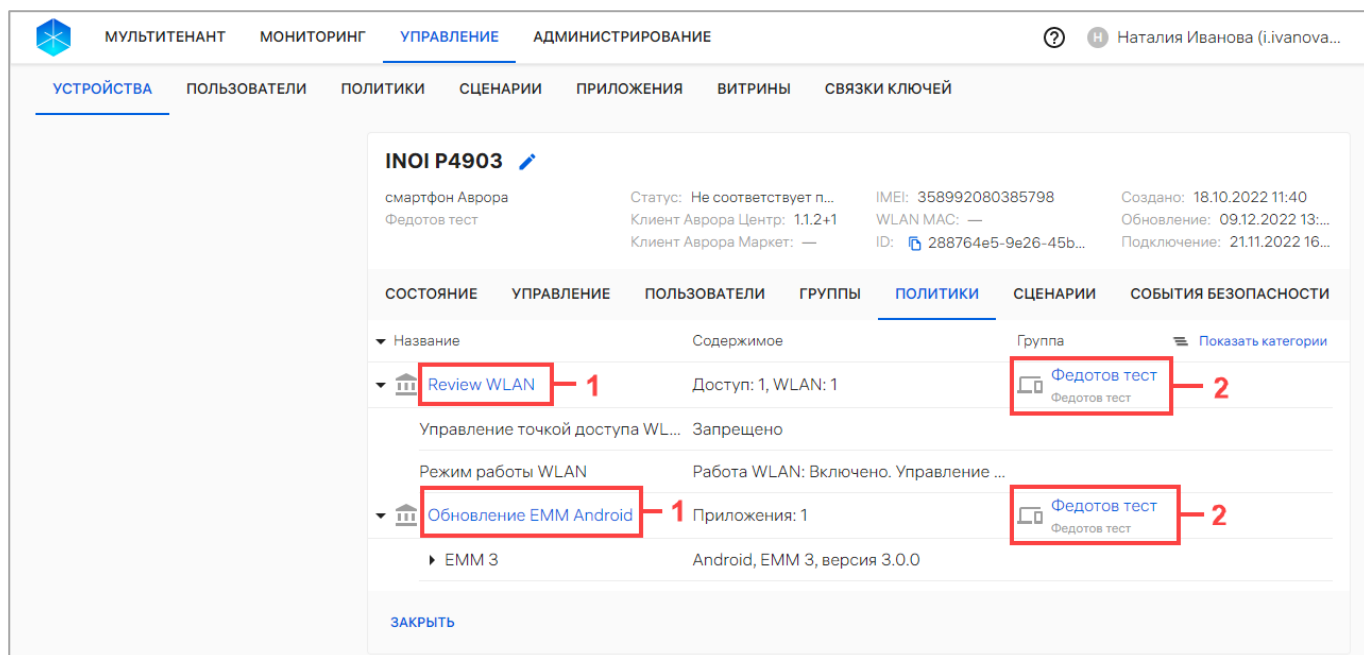 МУЛЬТИТЕНАНТ МОНИТОРИНГ УПРАВЛЕНИЕ АДМИНИСТРИРОВАНИЕ ? Н Наталия Иванова (i.ivanova...
УСТРОЙСТВА ПОЛЬЗОВАТЕЛИ ПОЛИТИКИ СЦЕНАРИИ ПРИЛОЖЕНИЯ ВИТРИНЫ СВЯЗКИ КЛЮЧЕЙ
INOI P4903
смартфон Аврора Статус: Не соответствует п... IMEI: 358992080385798 Создано: 18.10.2022 11:40
Федотов тест Клиент Аврора Центр: 1.1.2+1 WLAN MAC: — Обновление: 09.12.2022 13:...
Клиент Аврора Маркет: — ID: 288764e5-9e26-45b... Подключение: 21.11.2022 16...
СОСТОЯНИЕ УПРАВЛЕНИЕ ПОЛЬЗОВАТЕЛИ ГРУППЫ ПОЛИТИКИ СЦЕНАРИИ СОБЫТИЯ БЕЗОПАСНОСТИ
Название Содержимое Группа Показать категории
Review WLAN 1 Доступ: 1, WLAN: 1 Федотов тест 2
Федотов тест
Управление точкой доступа WL... Запрещено
Режим работы WLAN Работа WLAN: Включено. Управление ...
Обновление EMM Android 1 Приложения: 1 Федотов тест 2
Федотов тест
EMM 3 Android, EMM 3, версия 3.0.0
ЗАКРЫТЬ